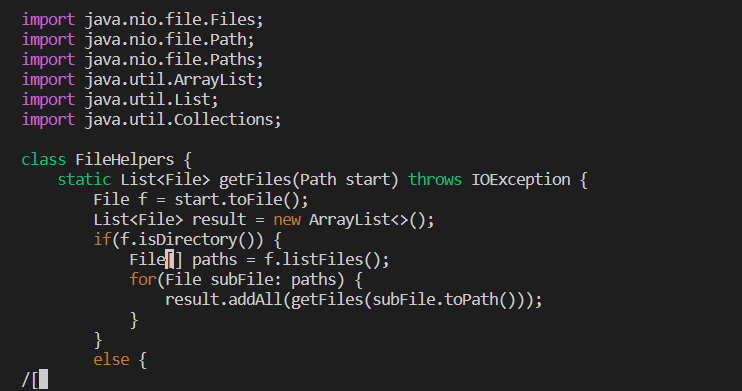 import java.nio.file.Files;
import java.nio.file.Path;
import java.nio.file.Paths;
import java.util.ArrayList;
import java.util.List;
import java.util.Collections;

class FileHelpers {
    static List<File> getFiles(Path start) throws IOException {
        File f = start.toFile();
        List<File> result = new ArrayList<>();
        if(f.isDirectory()) {
            File[] paths = f.listFiles();
            for(File subFile: paths) {
                result.addAll(getFiles(subFile.toPath()));
            }
        }
        else {
/[